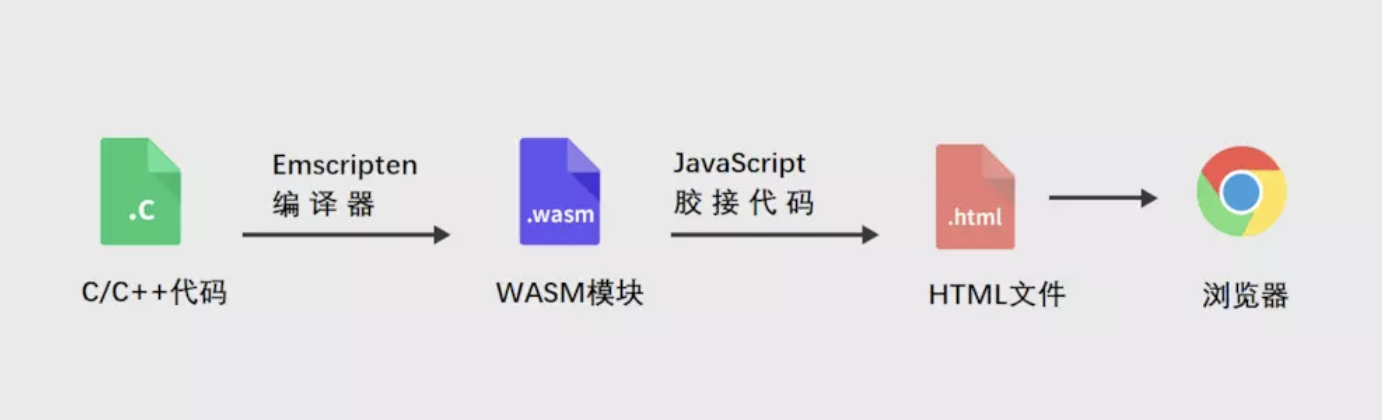 Emscripten
编译器
JavaScript
胶接代码
.c
.wasm
.html
C/C++代码
WASM模块
HTML文件
浏览器